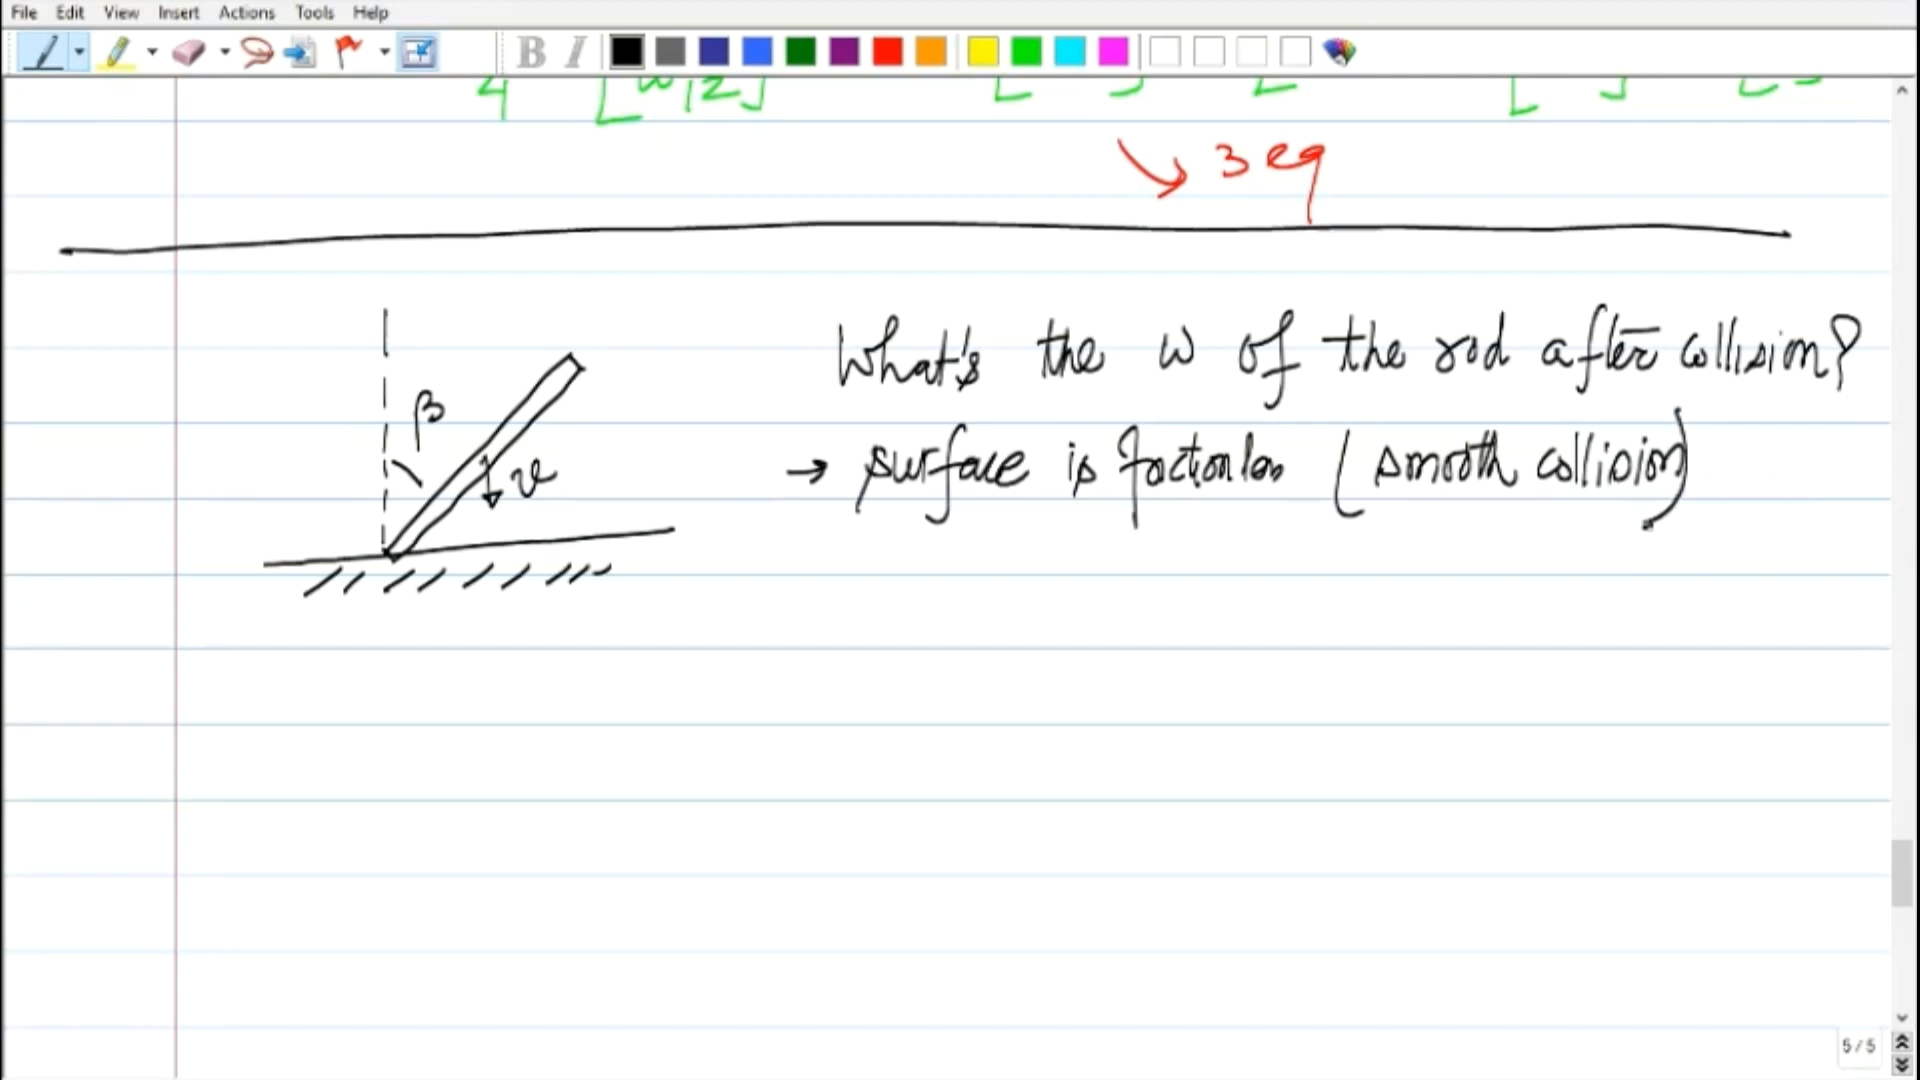 File Edit View Insert Actions Tools Help
B I
3 eq
What's the ω of the rod after collision?
β
→ surface is frictionless (smooth collision)
v
5 / 5